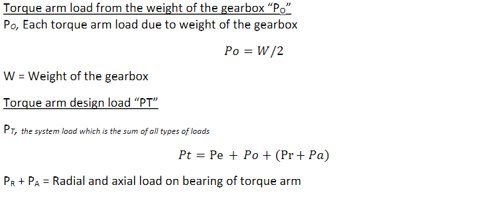 Torque arm load from the weight of the gearbox “Po”
Po, Each torque arm load due to weight of the gearbox
Po = W/2
W = Weight of the gearbox
Torque arm design load “PT”
PT, the system load which is the sum of all types of loads
Pt = Pe + Po + (Pr + Pa)
PR + PA = Radial and axial load on bearing of torque arm